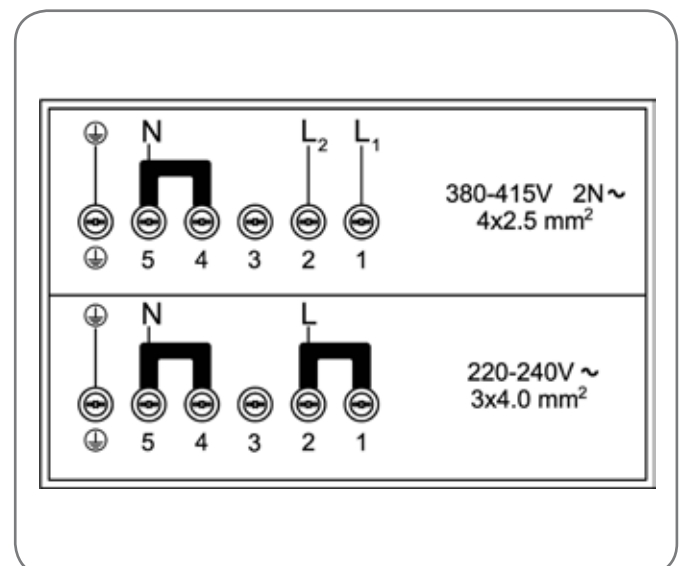 N L₂ L₁
380-415V 2N~
4x2.5 mm²
5 4 3 2 1
N L
220-240V ~
3x4.0 mm²
5 4 3 2 1